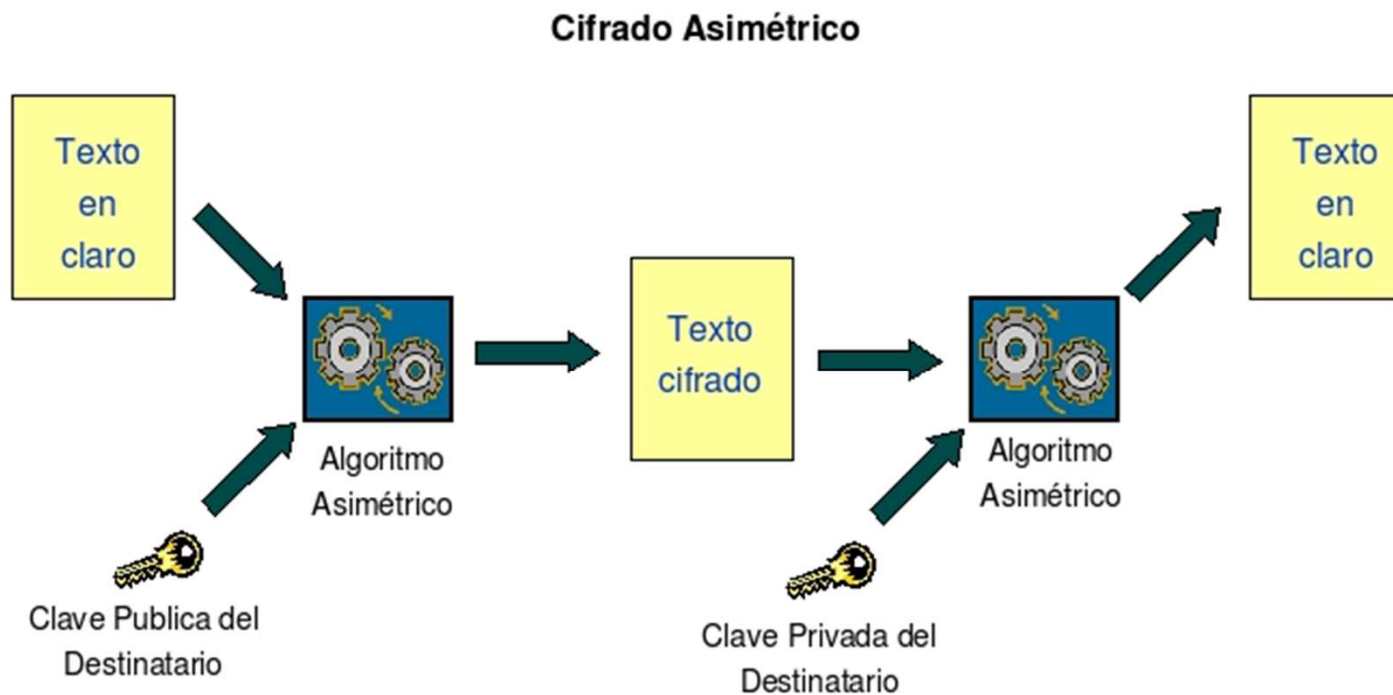 Cifrado Asimétrico
Texto
en
claro
Algoritmo
Asimétrico
Clave Publica del
Destinatario
Texto
cifrado
Algoritmo
Asimétrico
Clave Privada del
Destinatario
Texto
en
claro